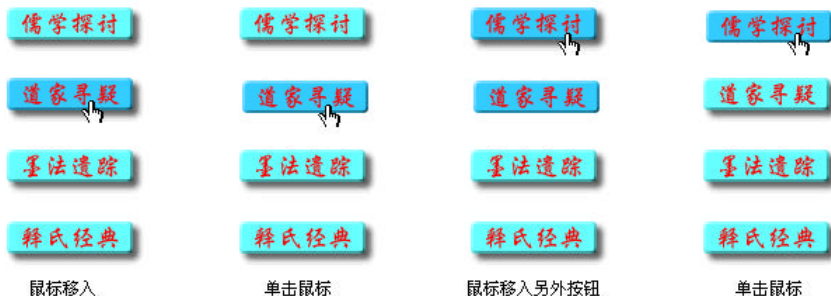 儒学探讨 儒学探讨 儒学探讨 儒学探讨
道家寻疑 道家寻疑 道家寻疑 道家寻疑
墨法遗踪 墨法遗踪 墨法遗踪 墨法遗踪
释氏经典 释氏经典 释氏经典 释氏经典
鼠标移入 单击鼠标 鼠标移入另外按钮 单击鼠标